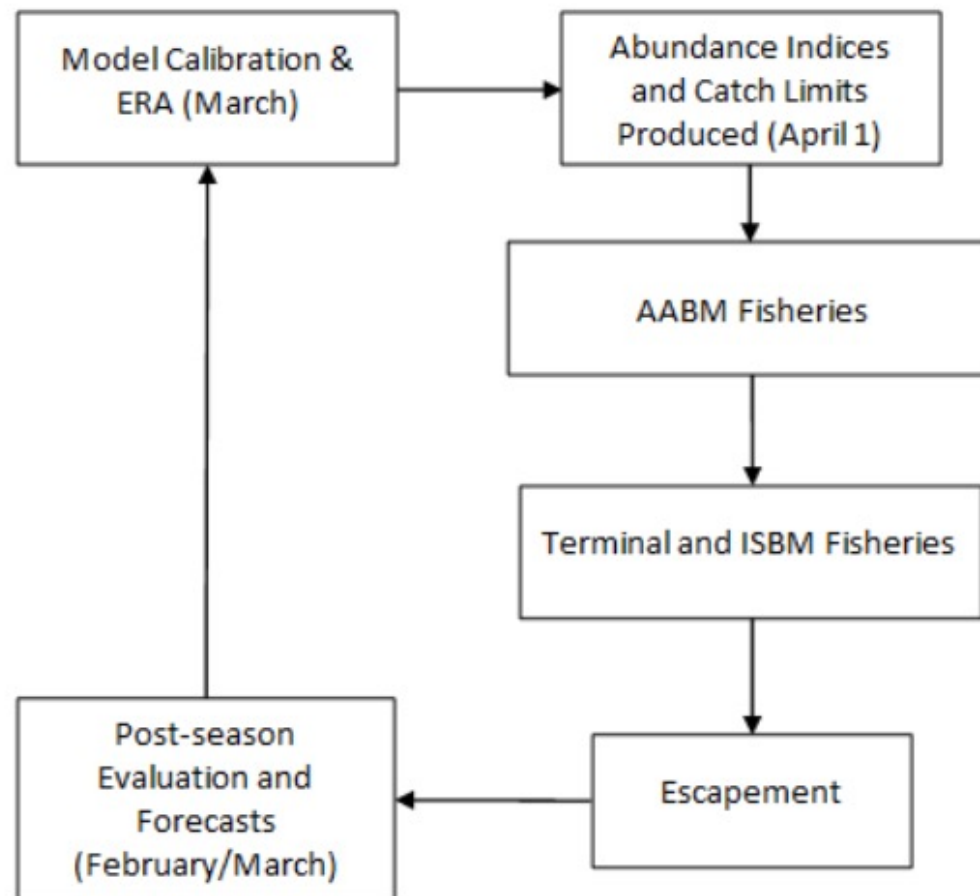 Model Calibration &
ERA (March)
Abundance Indices
and Catch Limits
Produced (April 1)
AABM Fisheries
Terminal and ISBM Fisheries
Escapement
Post-season
Evaluation and
Forecasts
(February/March)